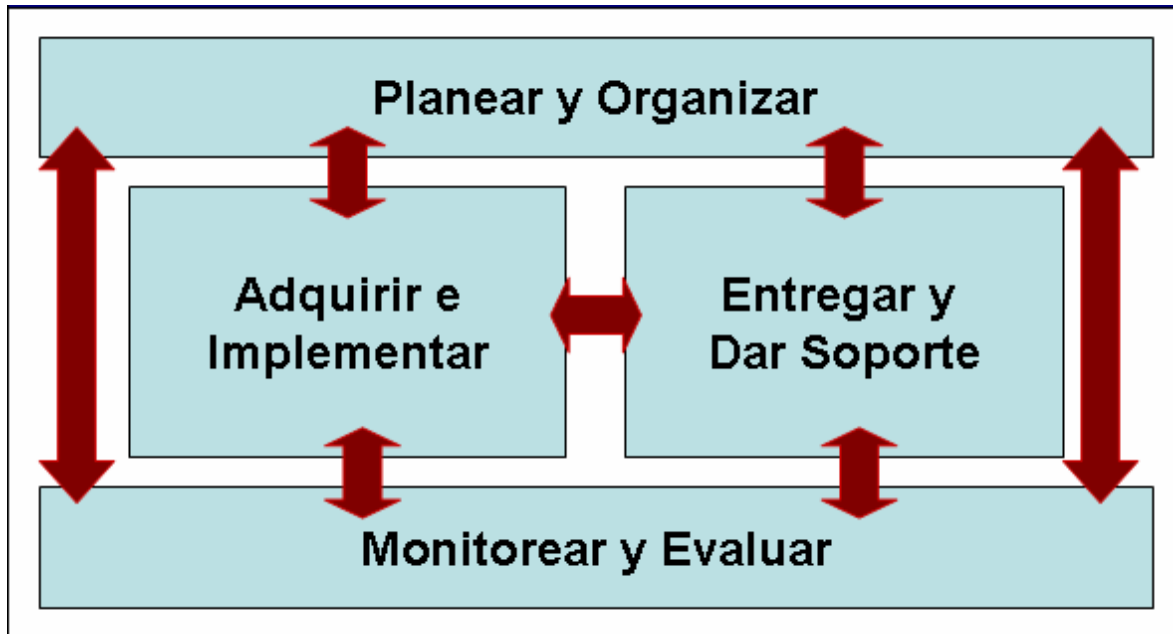 Planear y Organizar
Adquirir e
Implementar
Entregar y
Dar Soporte
Monitorear y Evaluar